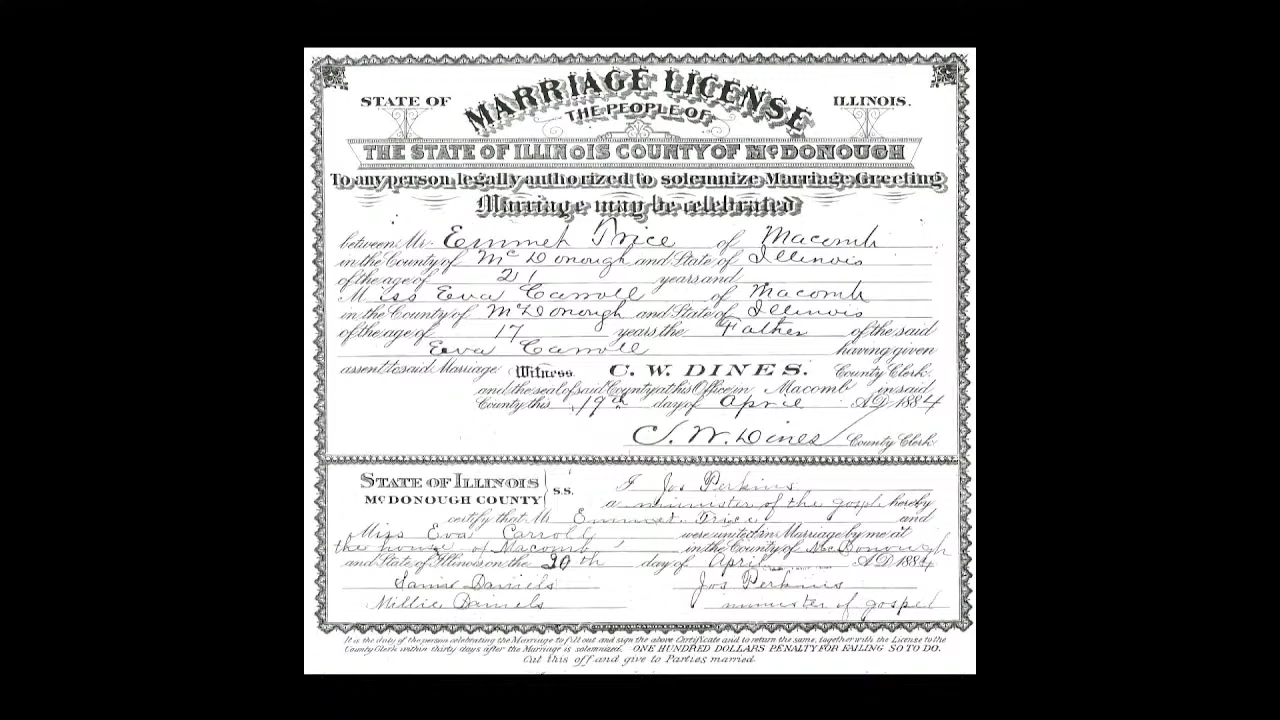 STATE OF MARRIAGE LICENSE ILLINOIS.
THE PEOPLE OF
THE STATE OF ILLINOIS COUNTY OF McDONOUGH
To any person legally authorized to solemnize Marriage Greeting
Marriage may be celebrated
between Mr. Emmet Price of Macomb
in the County of McDonough and State of Illinois
of the age of 21 years and
Miss Eva Carroll of Macomb
in the County of McDonough and State of Illinois
of the age of 17 years, the Father of the said
Eva Carroll having given
assent to said Marriage. Witness. C. W. DINES. County Clerk.
and the seal of said County at his Office in Macomb in said
County this 19th day of April A.D. 1884
C. W. Dines County Clerk
STATE OF ILLINOIS
McDONOUGH COUNTY S.S. I Jos Perkins
a minister of the gospl hereby
certify that Mr Emmet and
Miss Eva Carroll were united in Marriage by me at
the house of Macomb in the County of McDonough
and State of Illinois on the 20th day of April A.D. 1884
Daniels Jos Perkins
Millie Daniels minister of gospel
It is the duty of the person celebrating the Marriage to fill out and sign the above Certificate and to return the same, together with the License to the
County Clerk within thirty days after the Marriage is solemnized. ONE HUNDRED DOLLARS PENALTY FOR FAILING SO TO DO.
Cut this off and give to Parties married.